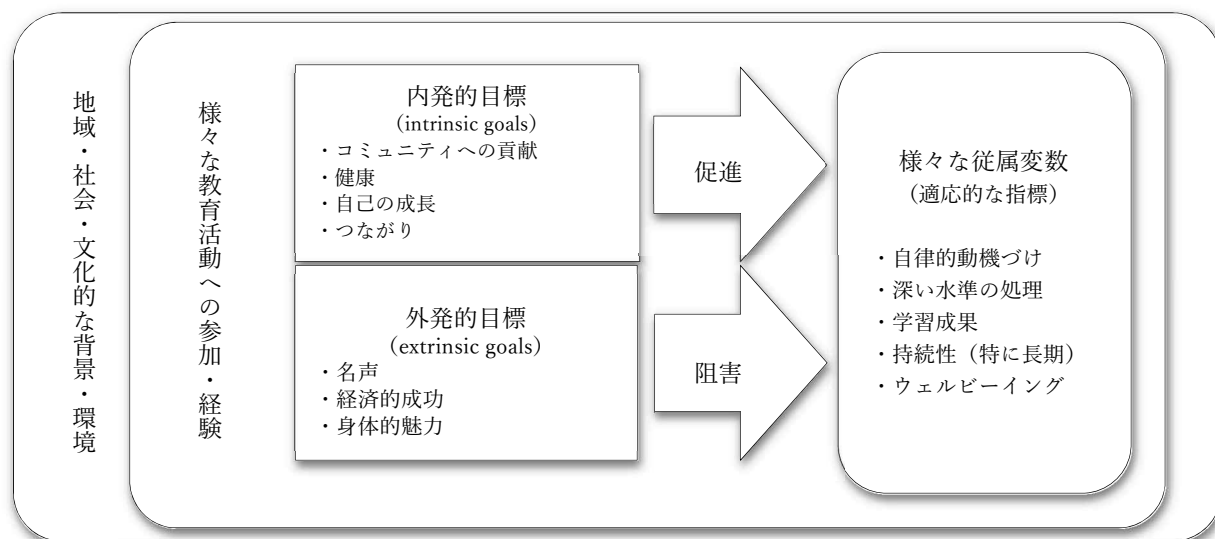 地域・社会・文化的な背景・環境
様々な教育活動への参加・経験
内発的目標
（intrinsic goals）
・コミュニティへの貢献
・健康
・自己の成長
・つながり
促進
外発的目標
（extrinsic goals）
・名声
・経済的成功
・身体的魅力
阻害
様々な従属変数
（適応的な指標）
・自律的動機づけ
・深い水準の処理
・学習成果
・持続性（特に長期）
・ウェルビーイング